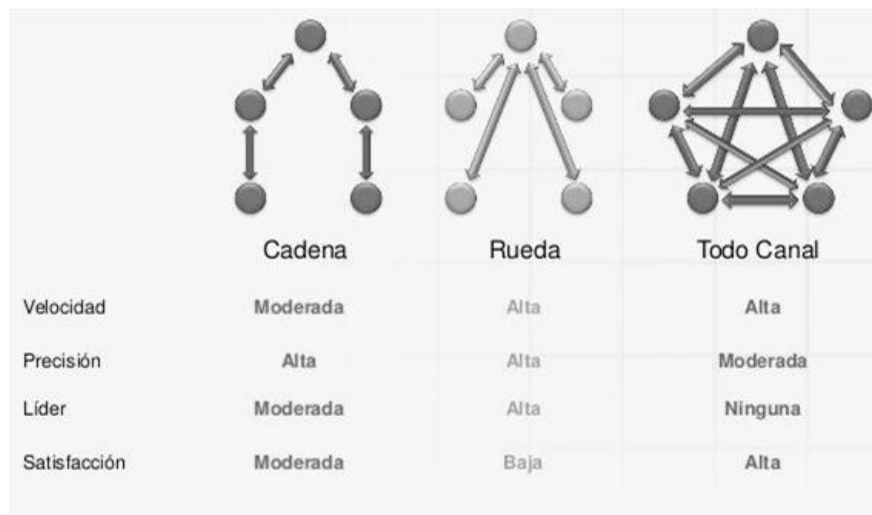 Cadena Rueda Todo Canal
Velocidad Moderada Alta Alta
Precisión Alta Alta Moderada
Líder Moderada Alta Ninguna
Satisfacción Moderada Baja Alta